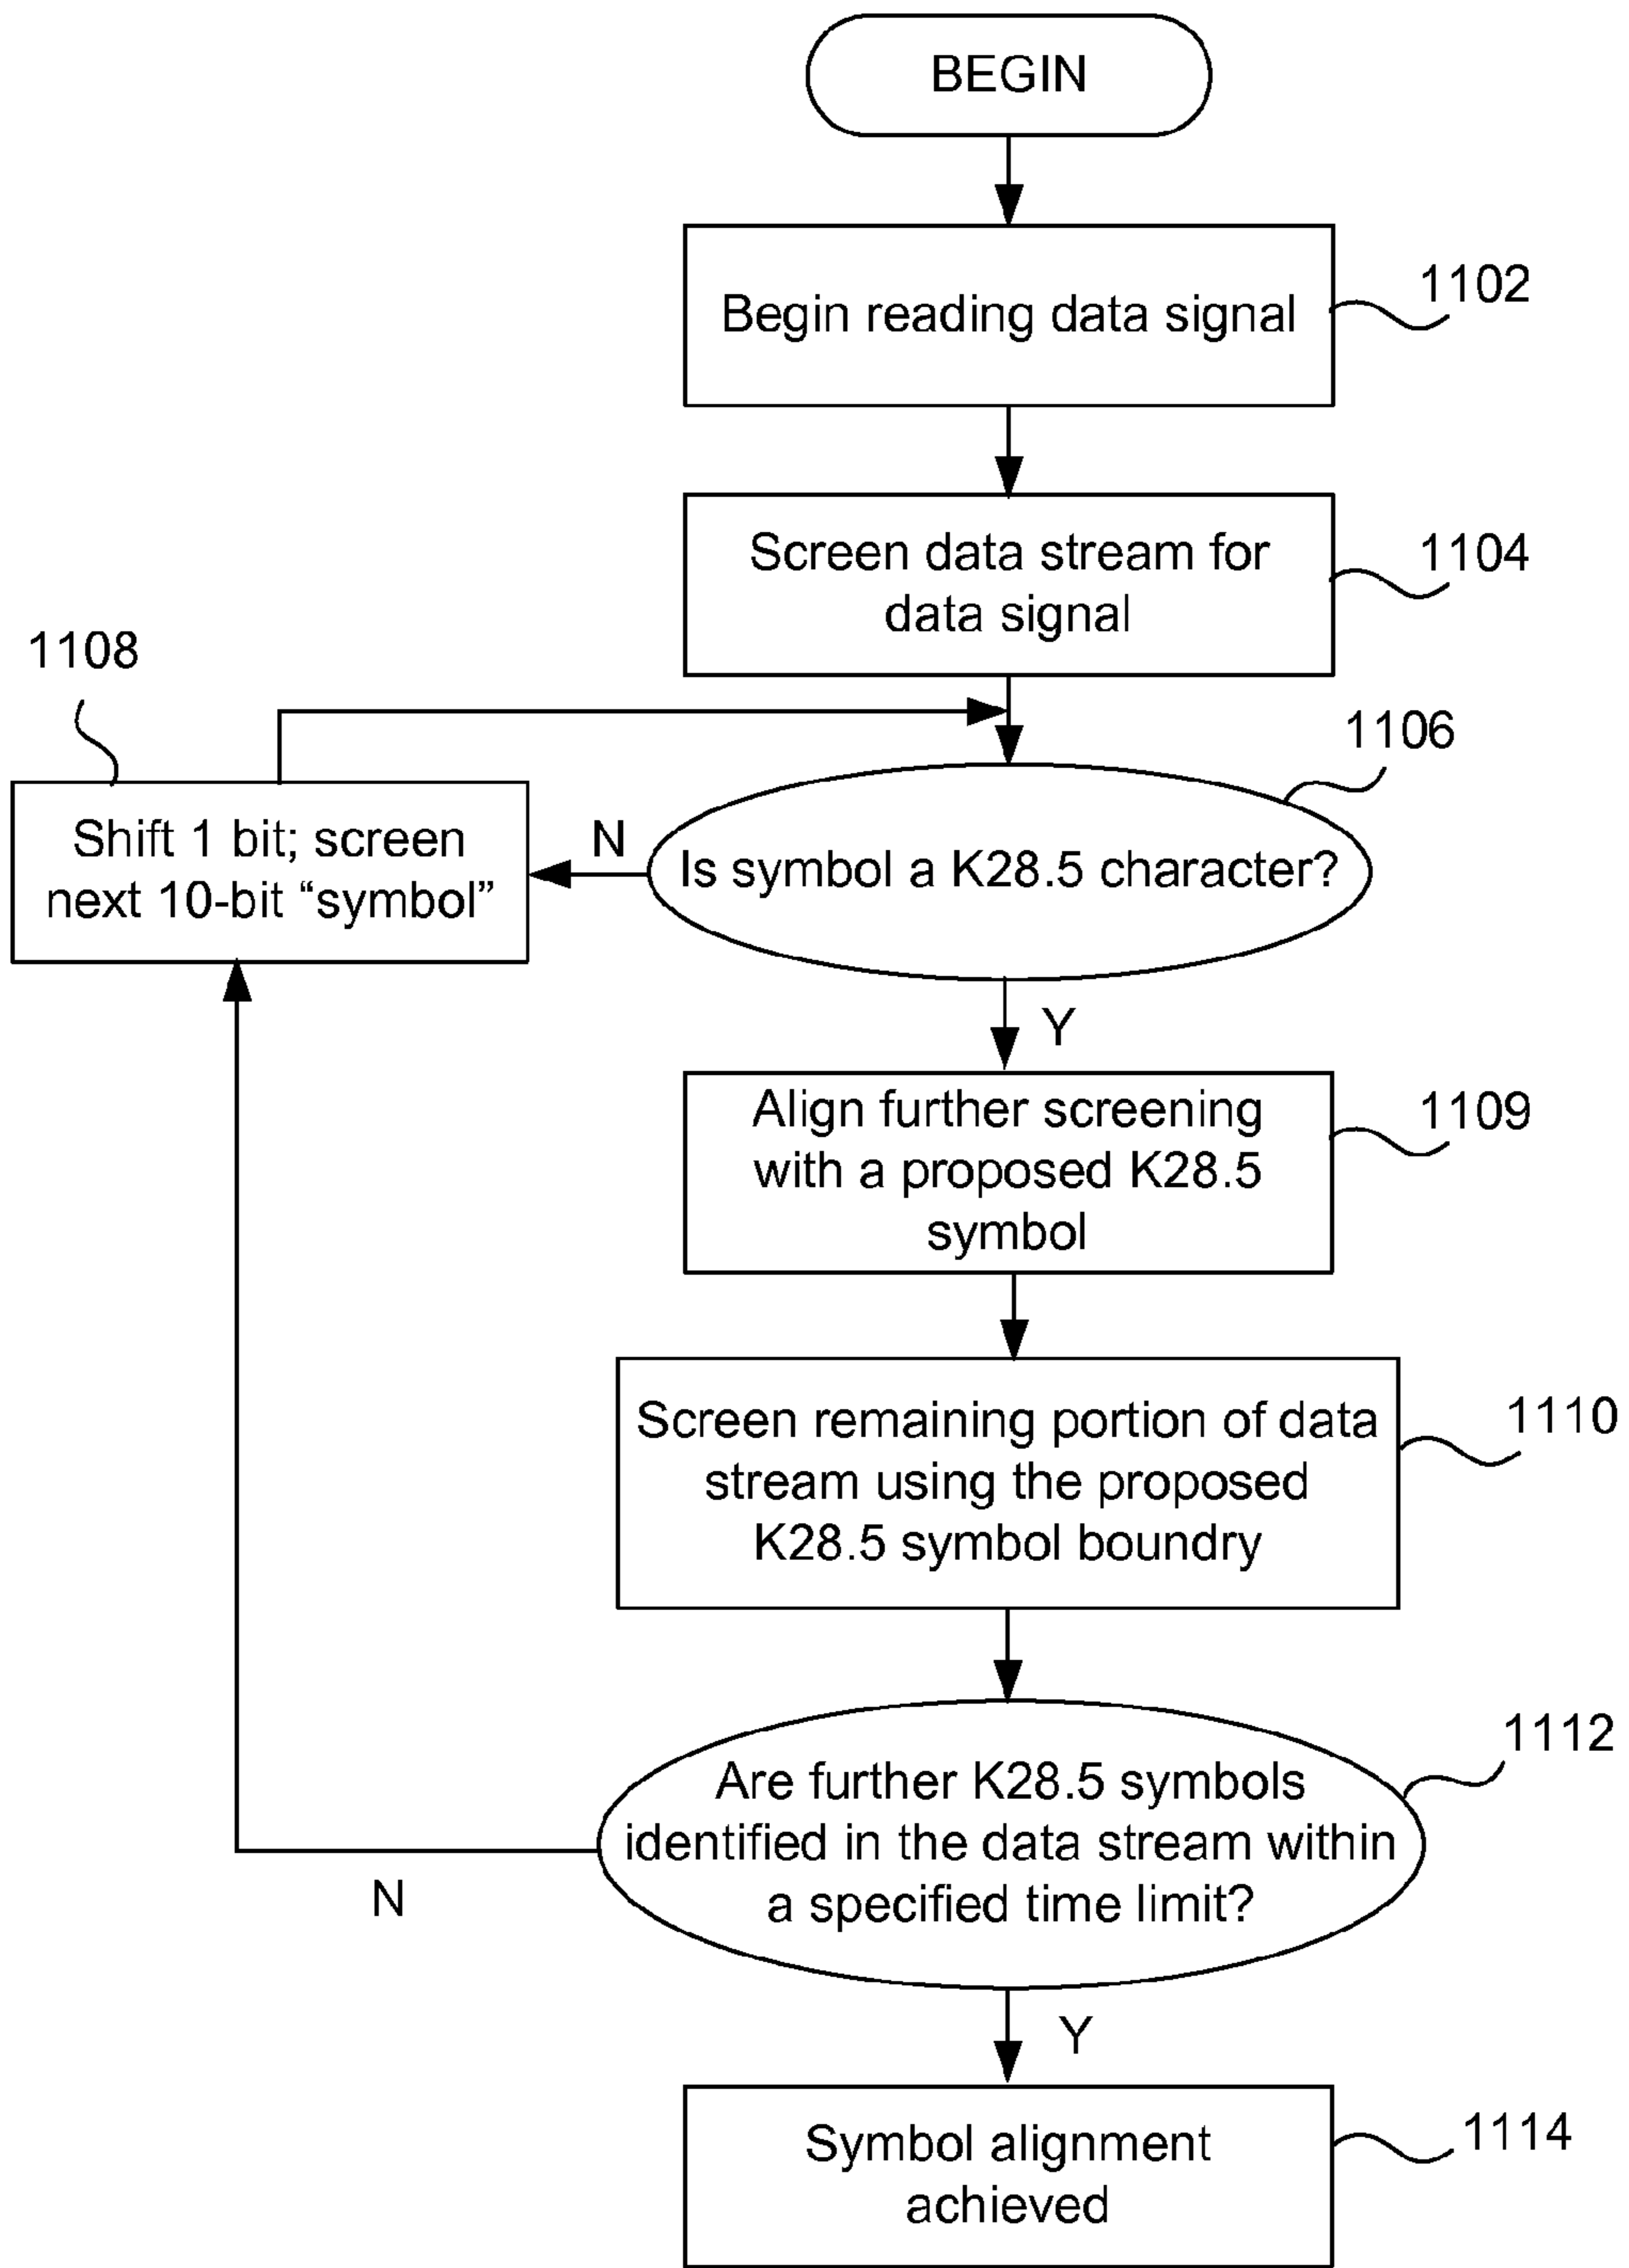 BEGIN
Begin reading data signal
1102
Screen data stream for
data signal
1104
1108
Shift 1 bit; screen
next 10-bit “symbol”
N
1106
Is symbol a K28.5 character?
Y
Align further screening
with a proposed K28.5
symbol
1109
Screen remaining portion of data
stream using the proposed
K28.5 symbol boundry
1110
Are further K28.5 symbols
identified in the data stream within
a specified time limit?
1112
N
Y
Symbol alignment
achieved
1114